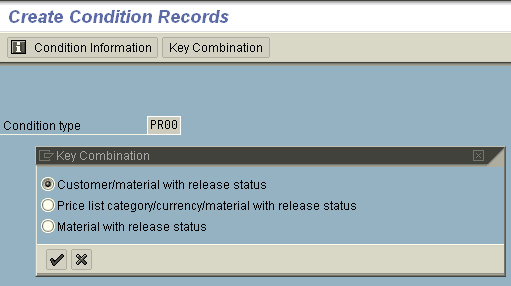 Create Condition Records
Condition Information Key Combination
Condition type PR00
Key Combination
Customer/material with release status
Price list category/currency/material with release status
Material with release status